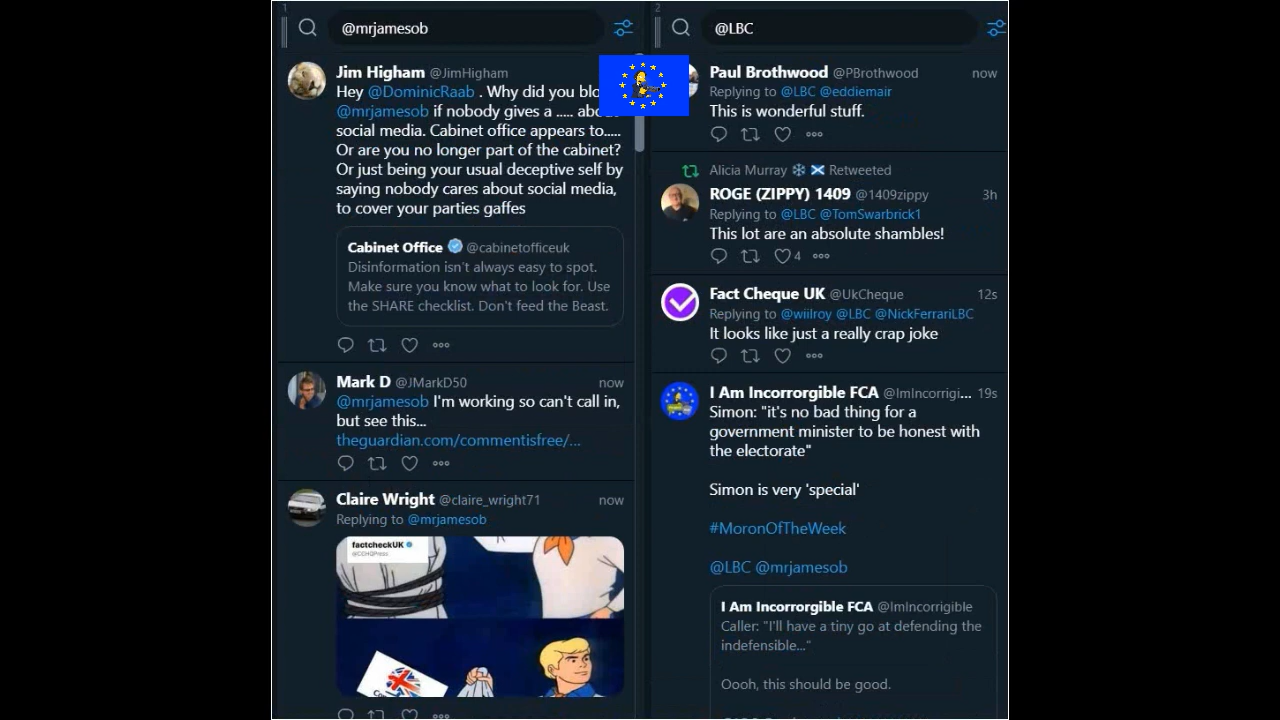 1
@mrjamesob
Jim Higham @JimHigham
Hey @DominicRaab . Why did you blo
@mrjamesob if nobody gives a ..... about
social media. Cabinet office appears to.....
Or are you no longer part of the cabinet?
Or just being your usual deceptive self by
saying nobody cares about social media,
to cover your parties gaffes
Cabinet Office @cabinetofficeuk
Disinformation isn't always easy to spot.
Make sure you know what to look for. Use
the SHARE checklist. Don't feed the Beast.
Mark D @JMarkD50 now
@mrjamesob I'm working so can't call in,
but see this...
theguardian.com/commentisfree/...
Claire Wright @claire_wright71 now
Replying to @mrjamesob
factcheckUK
@CCHQPress
2
@LBC
Paul Brothwood @PBrothwood now
Replying to @LBC @eddiemair
This is wonderful stuff.
Alicia Murray Retweeted
ROGE (ZIPPY) 1409 @1409zippy 3h
Replying to @LBC @TomSwarbrick1
This lot are an absolute shambles!
4
Fact Cheque UK @UkCheque 12s
Replying to @wiilroy @LBC @NickFerrariLBC
It looks like just a really crap joke
I Am Incorrorgible FCA @ImIncorrigi... 19s
Simon: "it's no bad thing for a
government minister to be honest with
the electorate"
Simon is very 'special'
#MoronOfTheWeek
@LBC @mrjamesob
I Am Incorrorgible FCA @ImIncorrigible
Caller: "I'll have a tiny go at defending the
indefensible..."
Oooh, this should be good.